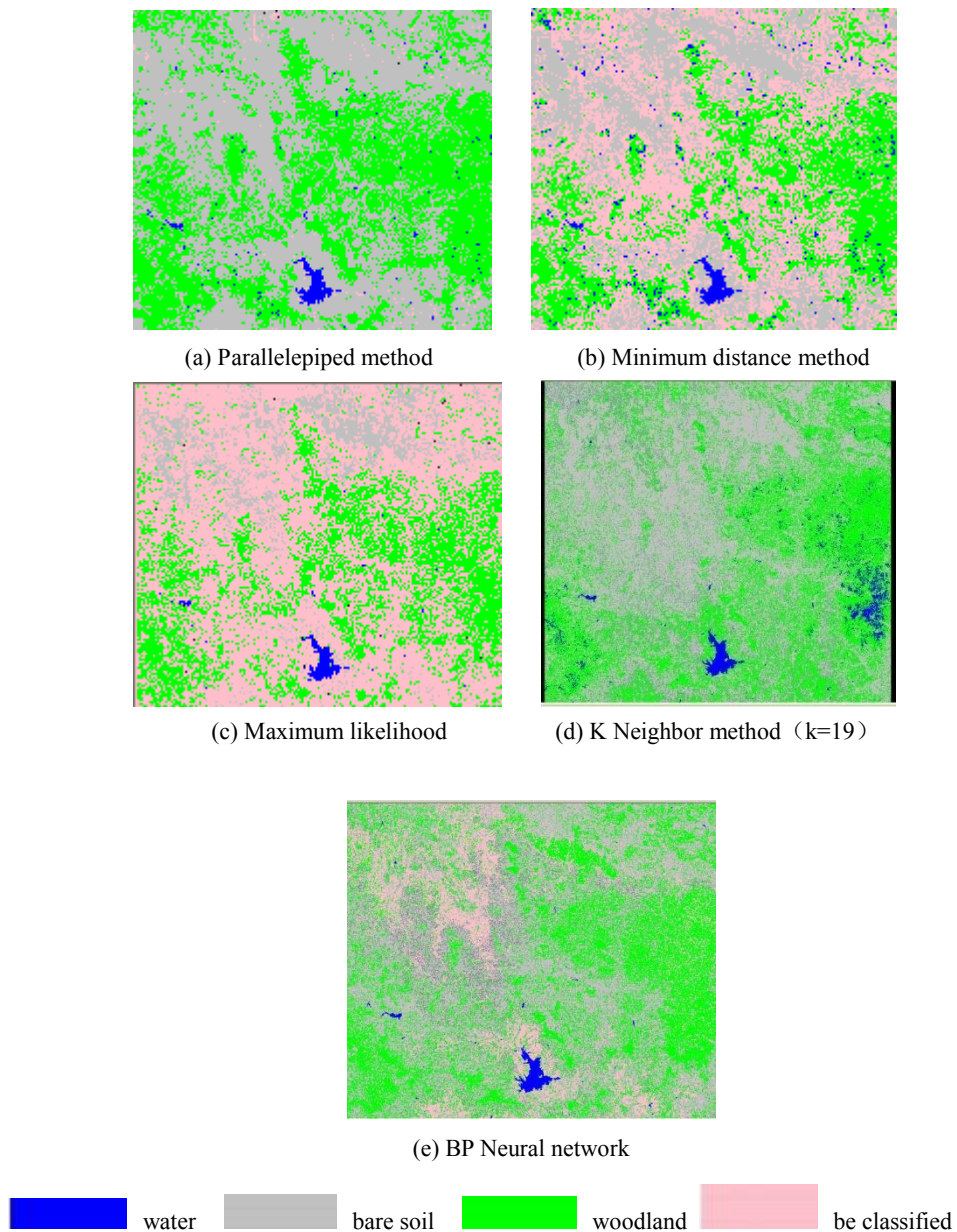 (a) Parallelepiped method
(b) Minimum distance method
(c) Maximum likelihood
(d) K Neighbor method（k=19）
(e) BP Neural network
water bare soil woodland be classified